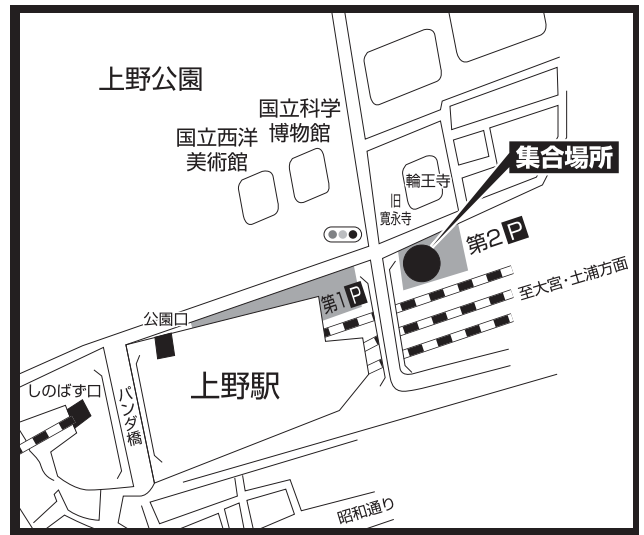 上野公園
国立科学
博物館
国立西洋
美術館
集合場所
輪王寺
旧
寛永寺
第2 P
第1 P
至大宮・土浦方面
公園口
上野駅
しのばず口
パンダ橋
昭和通り